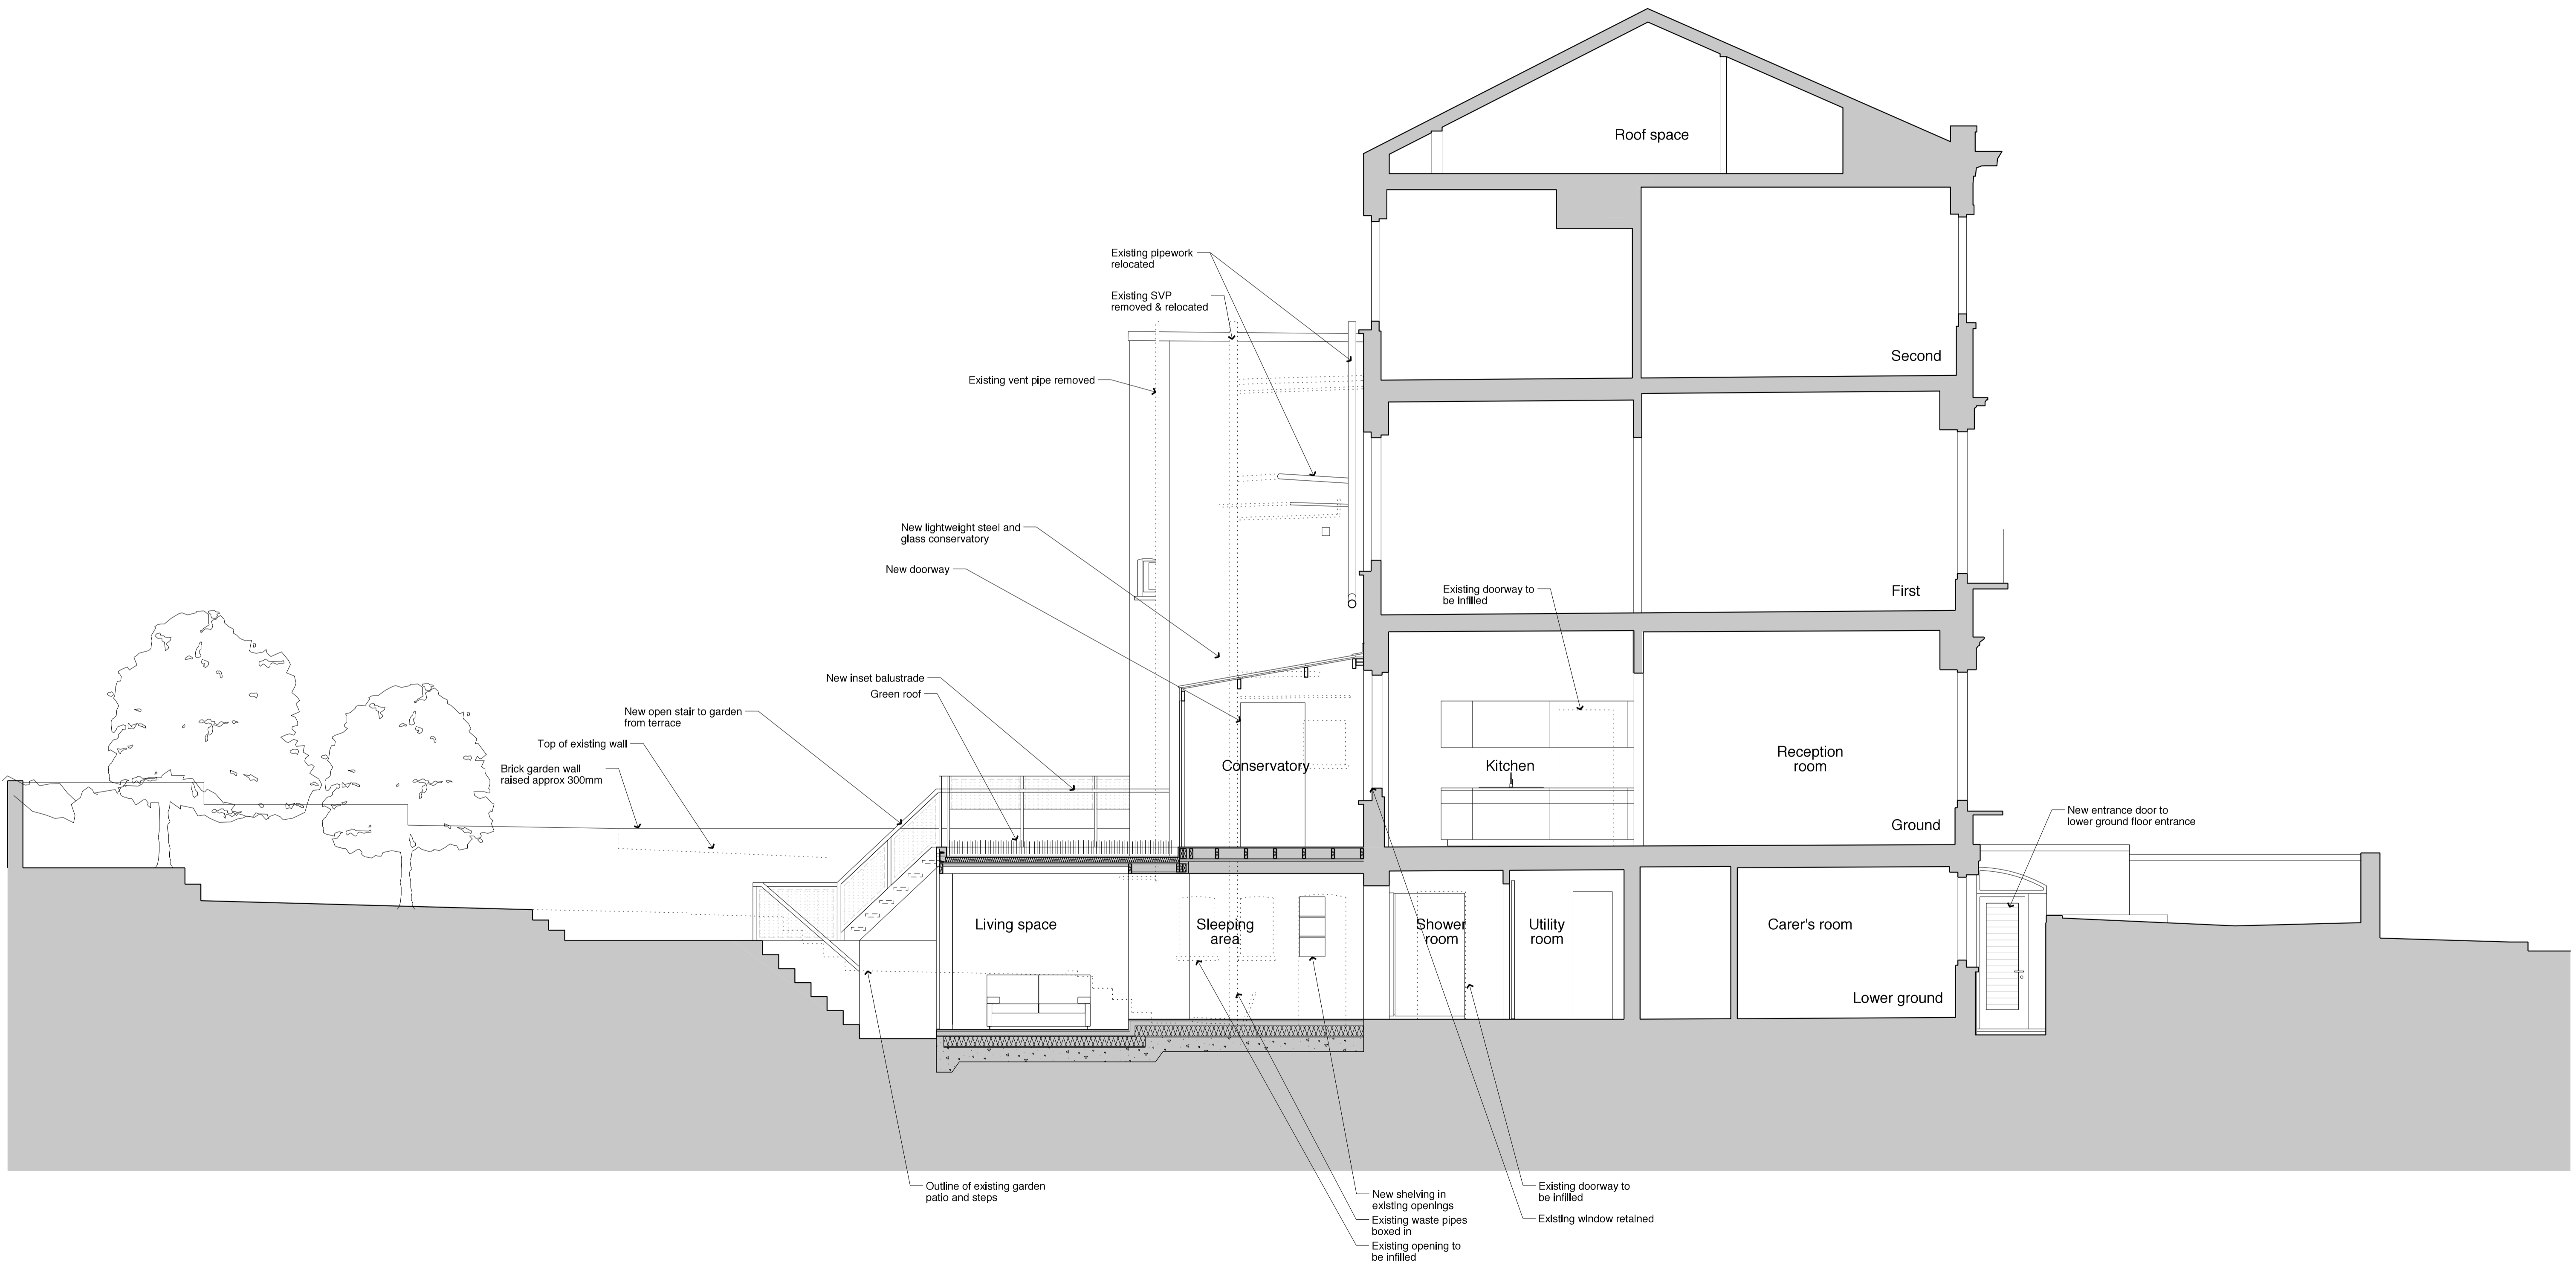 Roof space
Existing pipework
relocated
Existing SVP
removed & relocated
Second
Existing vent pipe removed
New lightweight steel and
glass conservatory
New doorway
Existing doorway to
be infilled
First
New inset balustrade
Green roof
New open stair to garden
from terrace
Top of existing wall
Brick garden wall
raised approx 300mm
Conservatory
Kitchen
Reception
room
Ground
New entrance door to
lower ground floor entrance
Living space
Sleeping
area
Shower
room
Utility
room
Carer's room
Lower ground
Outline of existing garden
patio and steps
New shelving in
existing openings
Existing waste pipes
boxed in
Existing opening to
be infilled
Existing doorway to
be infilled
Existing window retained